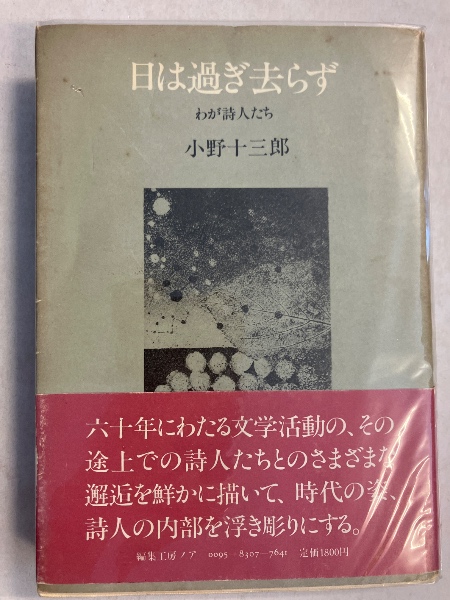 日は過ぎ去らず
わが詩人たち
小野十三郎
六十年にわたる文学活動の、その
途上での詩人たちとのさまざまな
邂逅を鮮かに描いて、時代の姿、
詩人の内部を浮き彫りにする。
編集工房ノア 0095―8307―7641 定価1800円